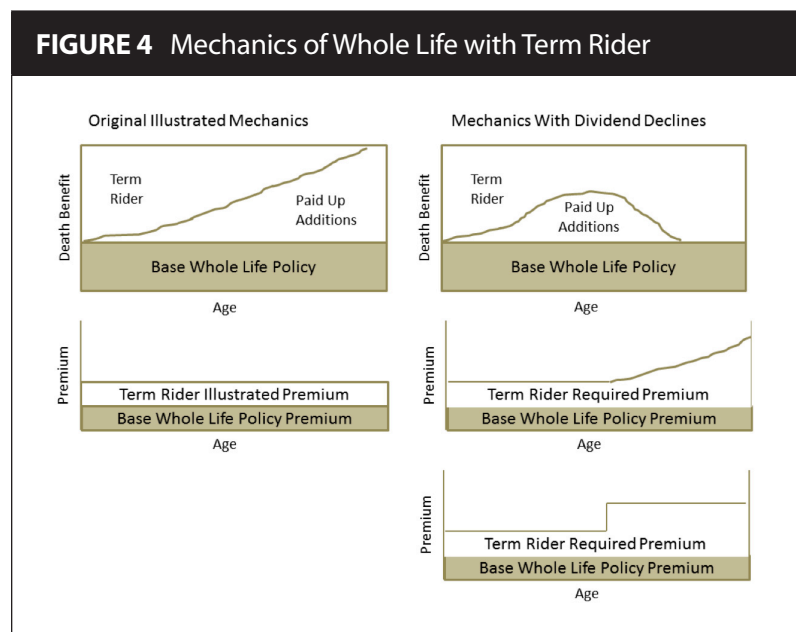 FIGURE 4 Mechanics of Whole Life with Term Rider
Original Illustrated Mechanics
Death Benefit
Term
Rider
Paid Up
Additions
Base Whole Life Policy
Age
Premium
Term Rider Illustrated Premium
Base Whole Life Policy Premium
Age
Mechanics With Dividend Declines
Death Benefit
Term
Rider
Paid Up
Additions
Base Whole Life Policy
Age
Premium
Term Rider Required Premium
Base Whole Life Policy Premium
Age
Premium
Term Rider Required Premium
Base Whole Life Policy Premium
Age